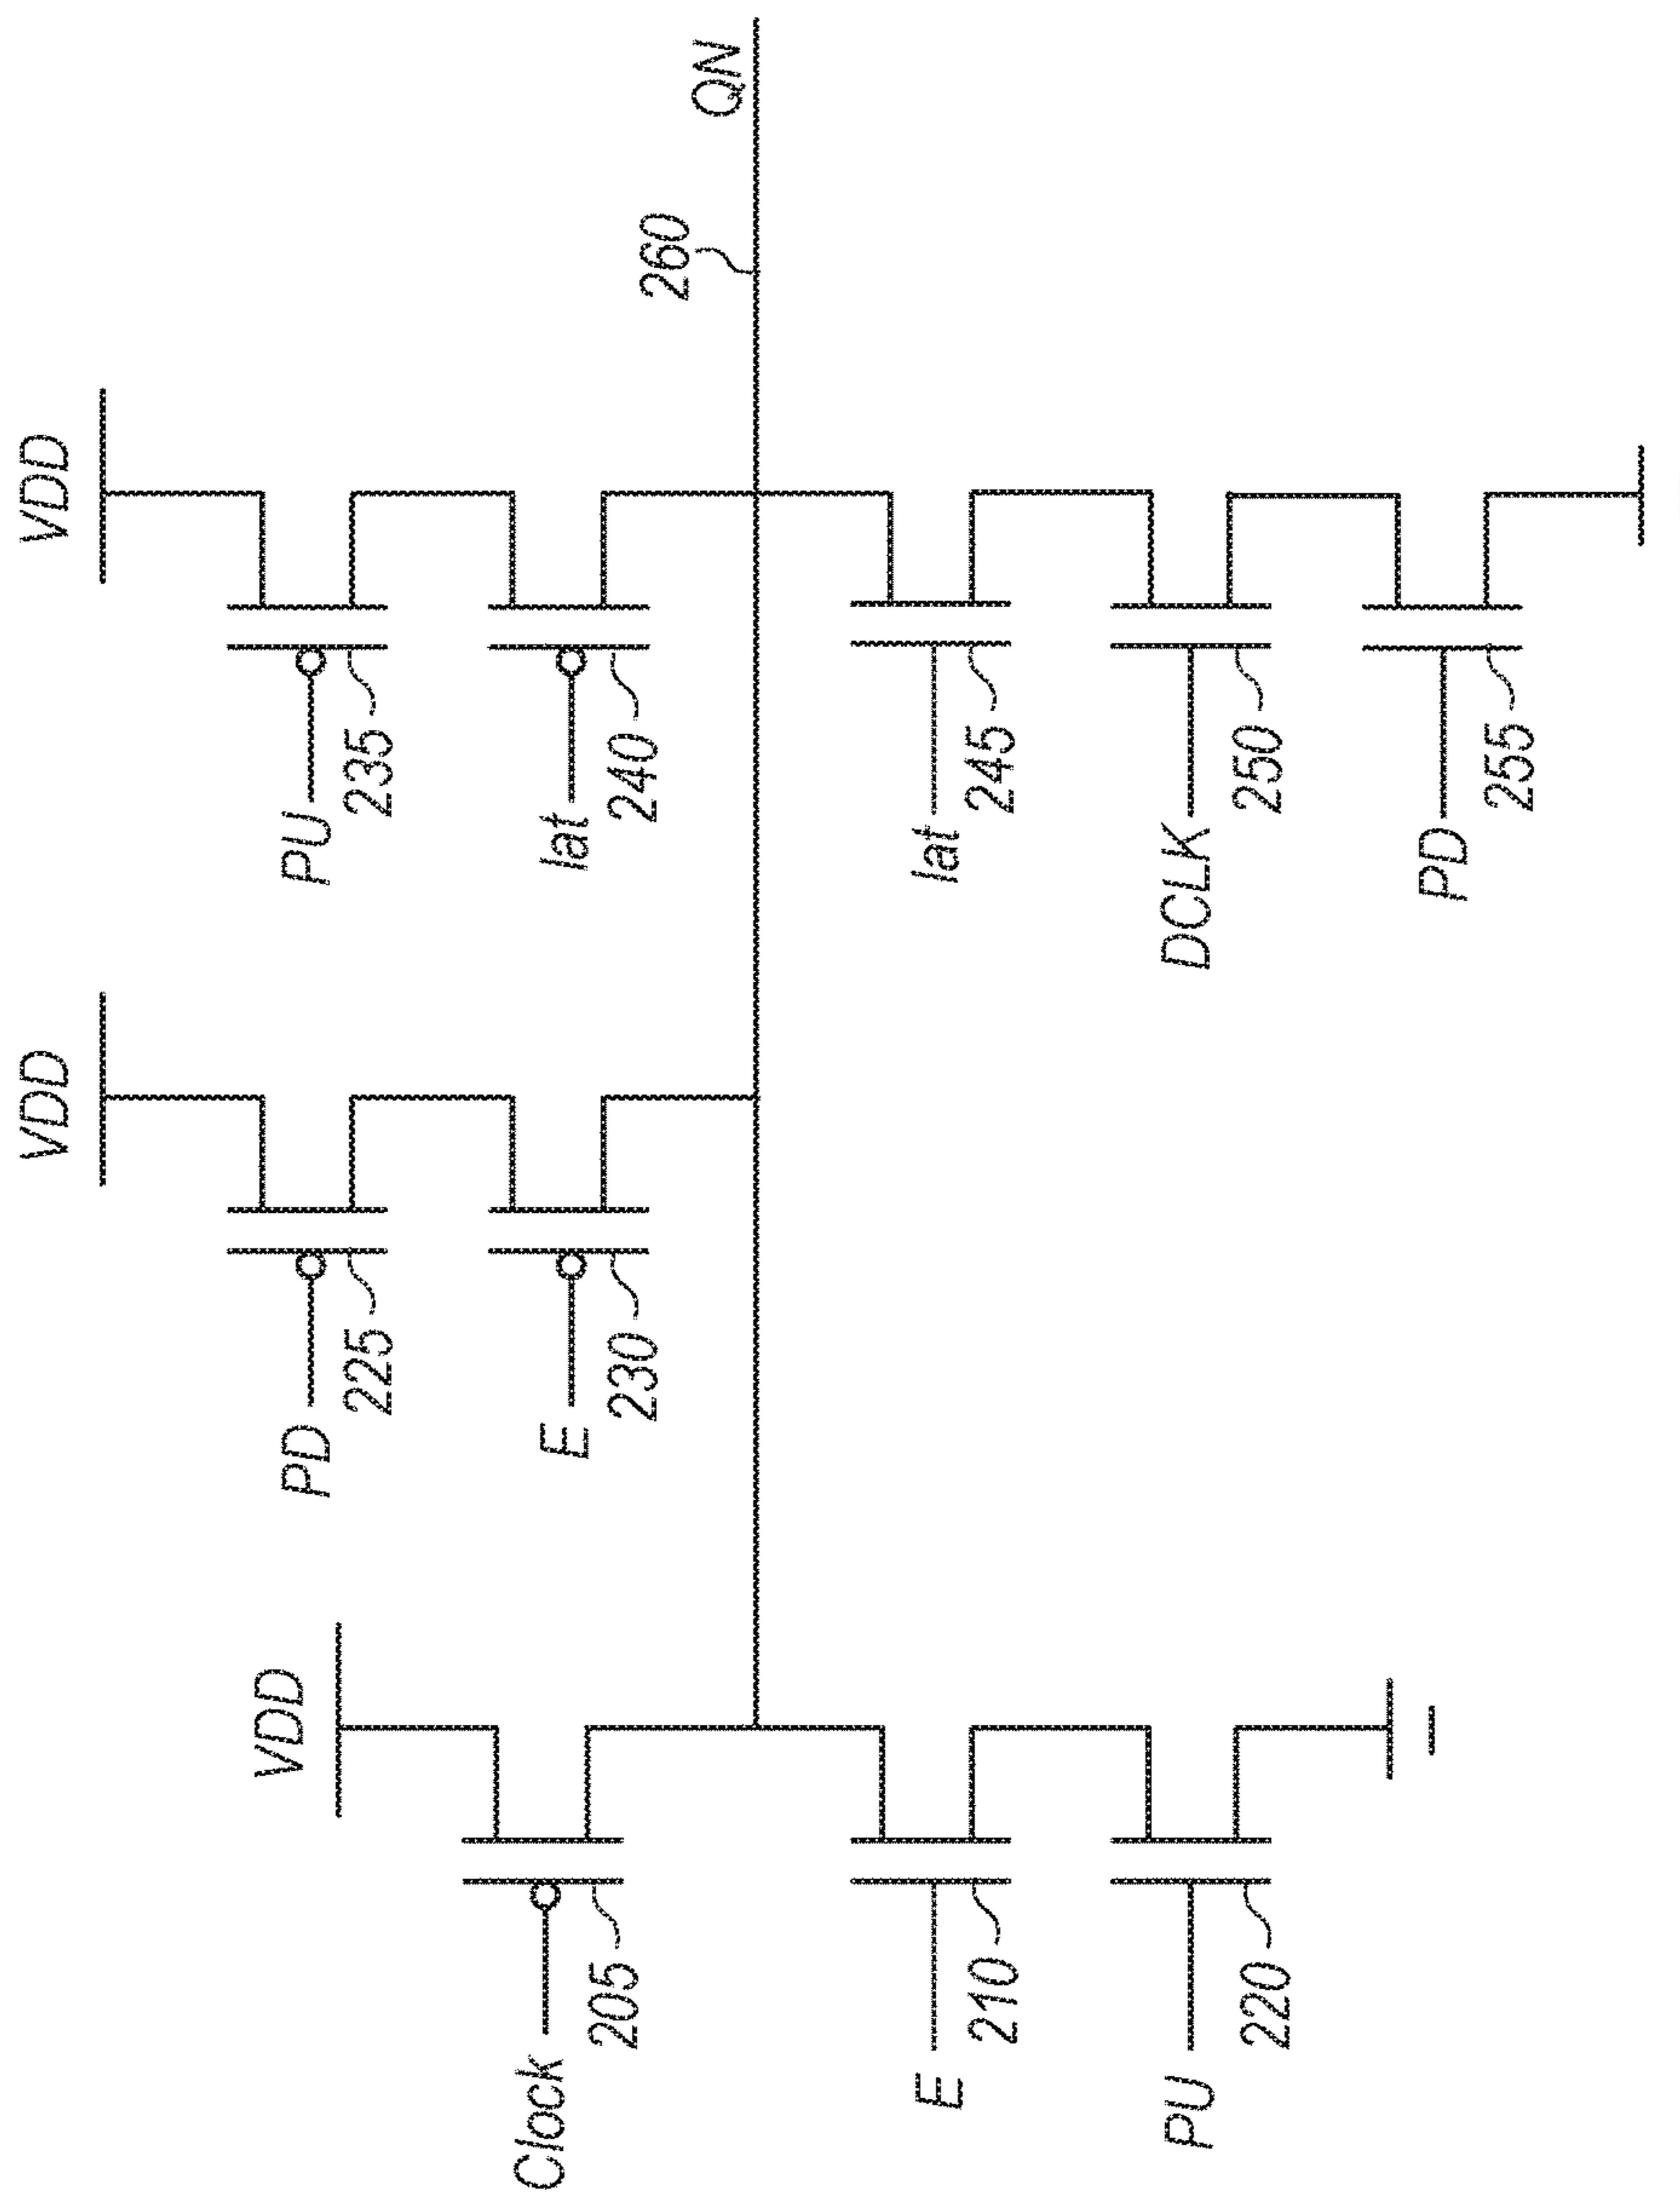 VDD
VDD
VDD
PD
PU
225
235
Clock
E
lat
205
230
240
260
QN
E
lat
210
245
PU
DCLK
220
250
PD
255